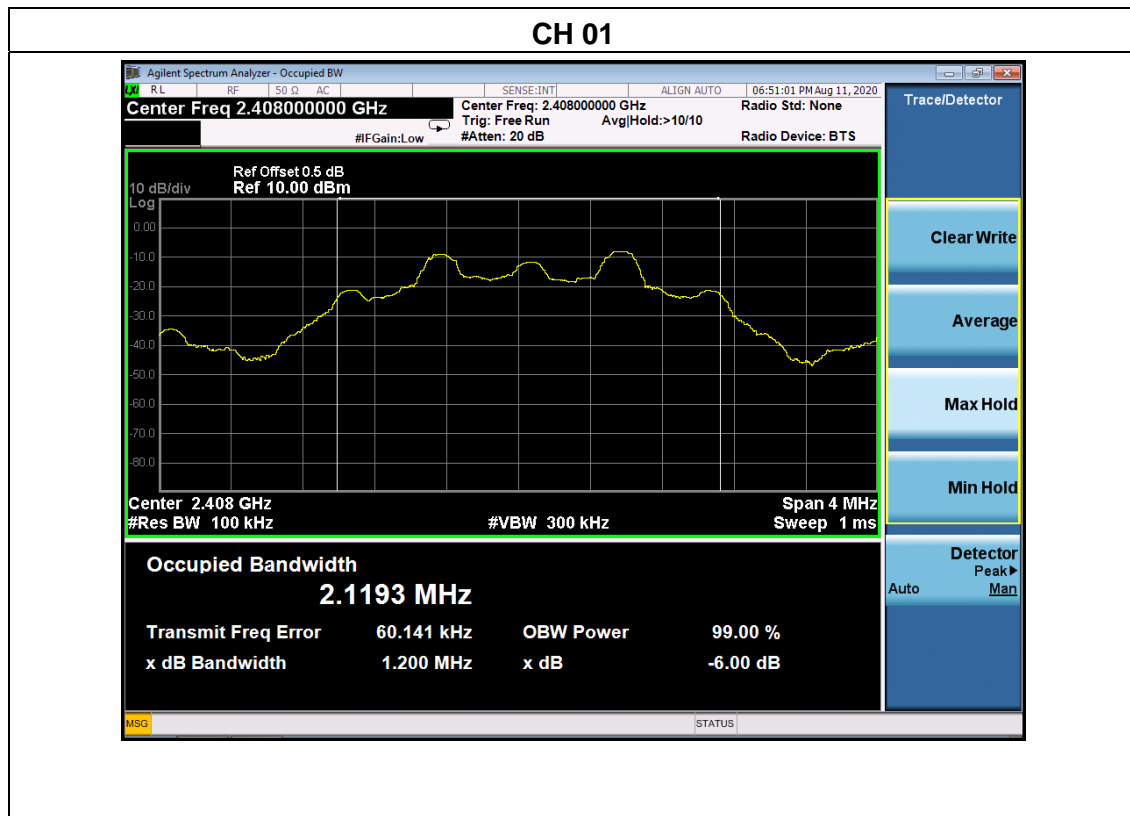 CH 01
Agilent Spectrum Analyzer - Occupied BW
LXI RL RF 50 Ω AC SENSE:INT ALIGN AUTO 06:51:01 PM Aug 11, 2020
Center Freq 2.408000000 GHz
Center Freq: 2.408000000 GHz Radio Std: None
Trig: Free Run Avg|Hold:>10/10
#IFGain:Low #Atten: 20 dB Radio Device: BTS
Trace/Detector
Ref Offset 0.5 dB
10 dB/div Ref 10.00 dBm
Log
0.00
-10.0
-20.0
-30.0
-40.0
-50.0
-60.0
-70.0
-80.0
Center 2.408 GHz Span 4 MHz
#Res BW 100 kHz #VBW 300 kHz Sweep 1 ms
Clear Write
Average
Max Hold
Min Hold
Detector
Peak▶
Auto Man
Occupied Bandwidth
2.1193 MHz
Transmit Freq Error 60.141 kHz OBW Power 99.00 %
x dB Bandwidth 1.200 MHz x dB -6.00 dB
MSG STATUS